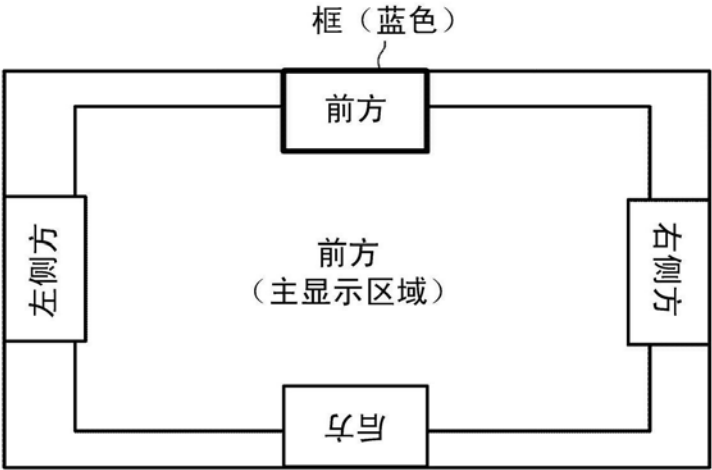 框（蓝色）
前方
左侧方
前方
（主显示区域）
右侧方
后方